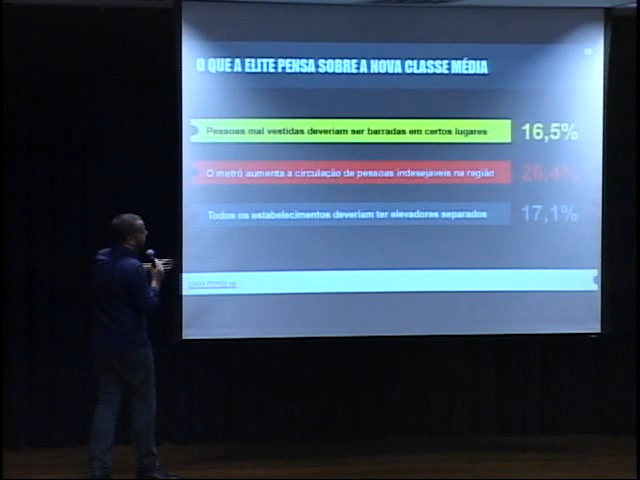 O QUE A ELITE PENSA SOBRE A NOVA CLASSE MÉDIA
Pessoas mal vestidas deveriam ser barradas em certos lugares 16,5%
O metrô aumenta a circulação de pessoas indesejáveis na região 26,4%
Todos os estabelecimentos deveriam ter elevadores separados 17,1%